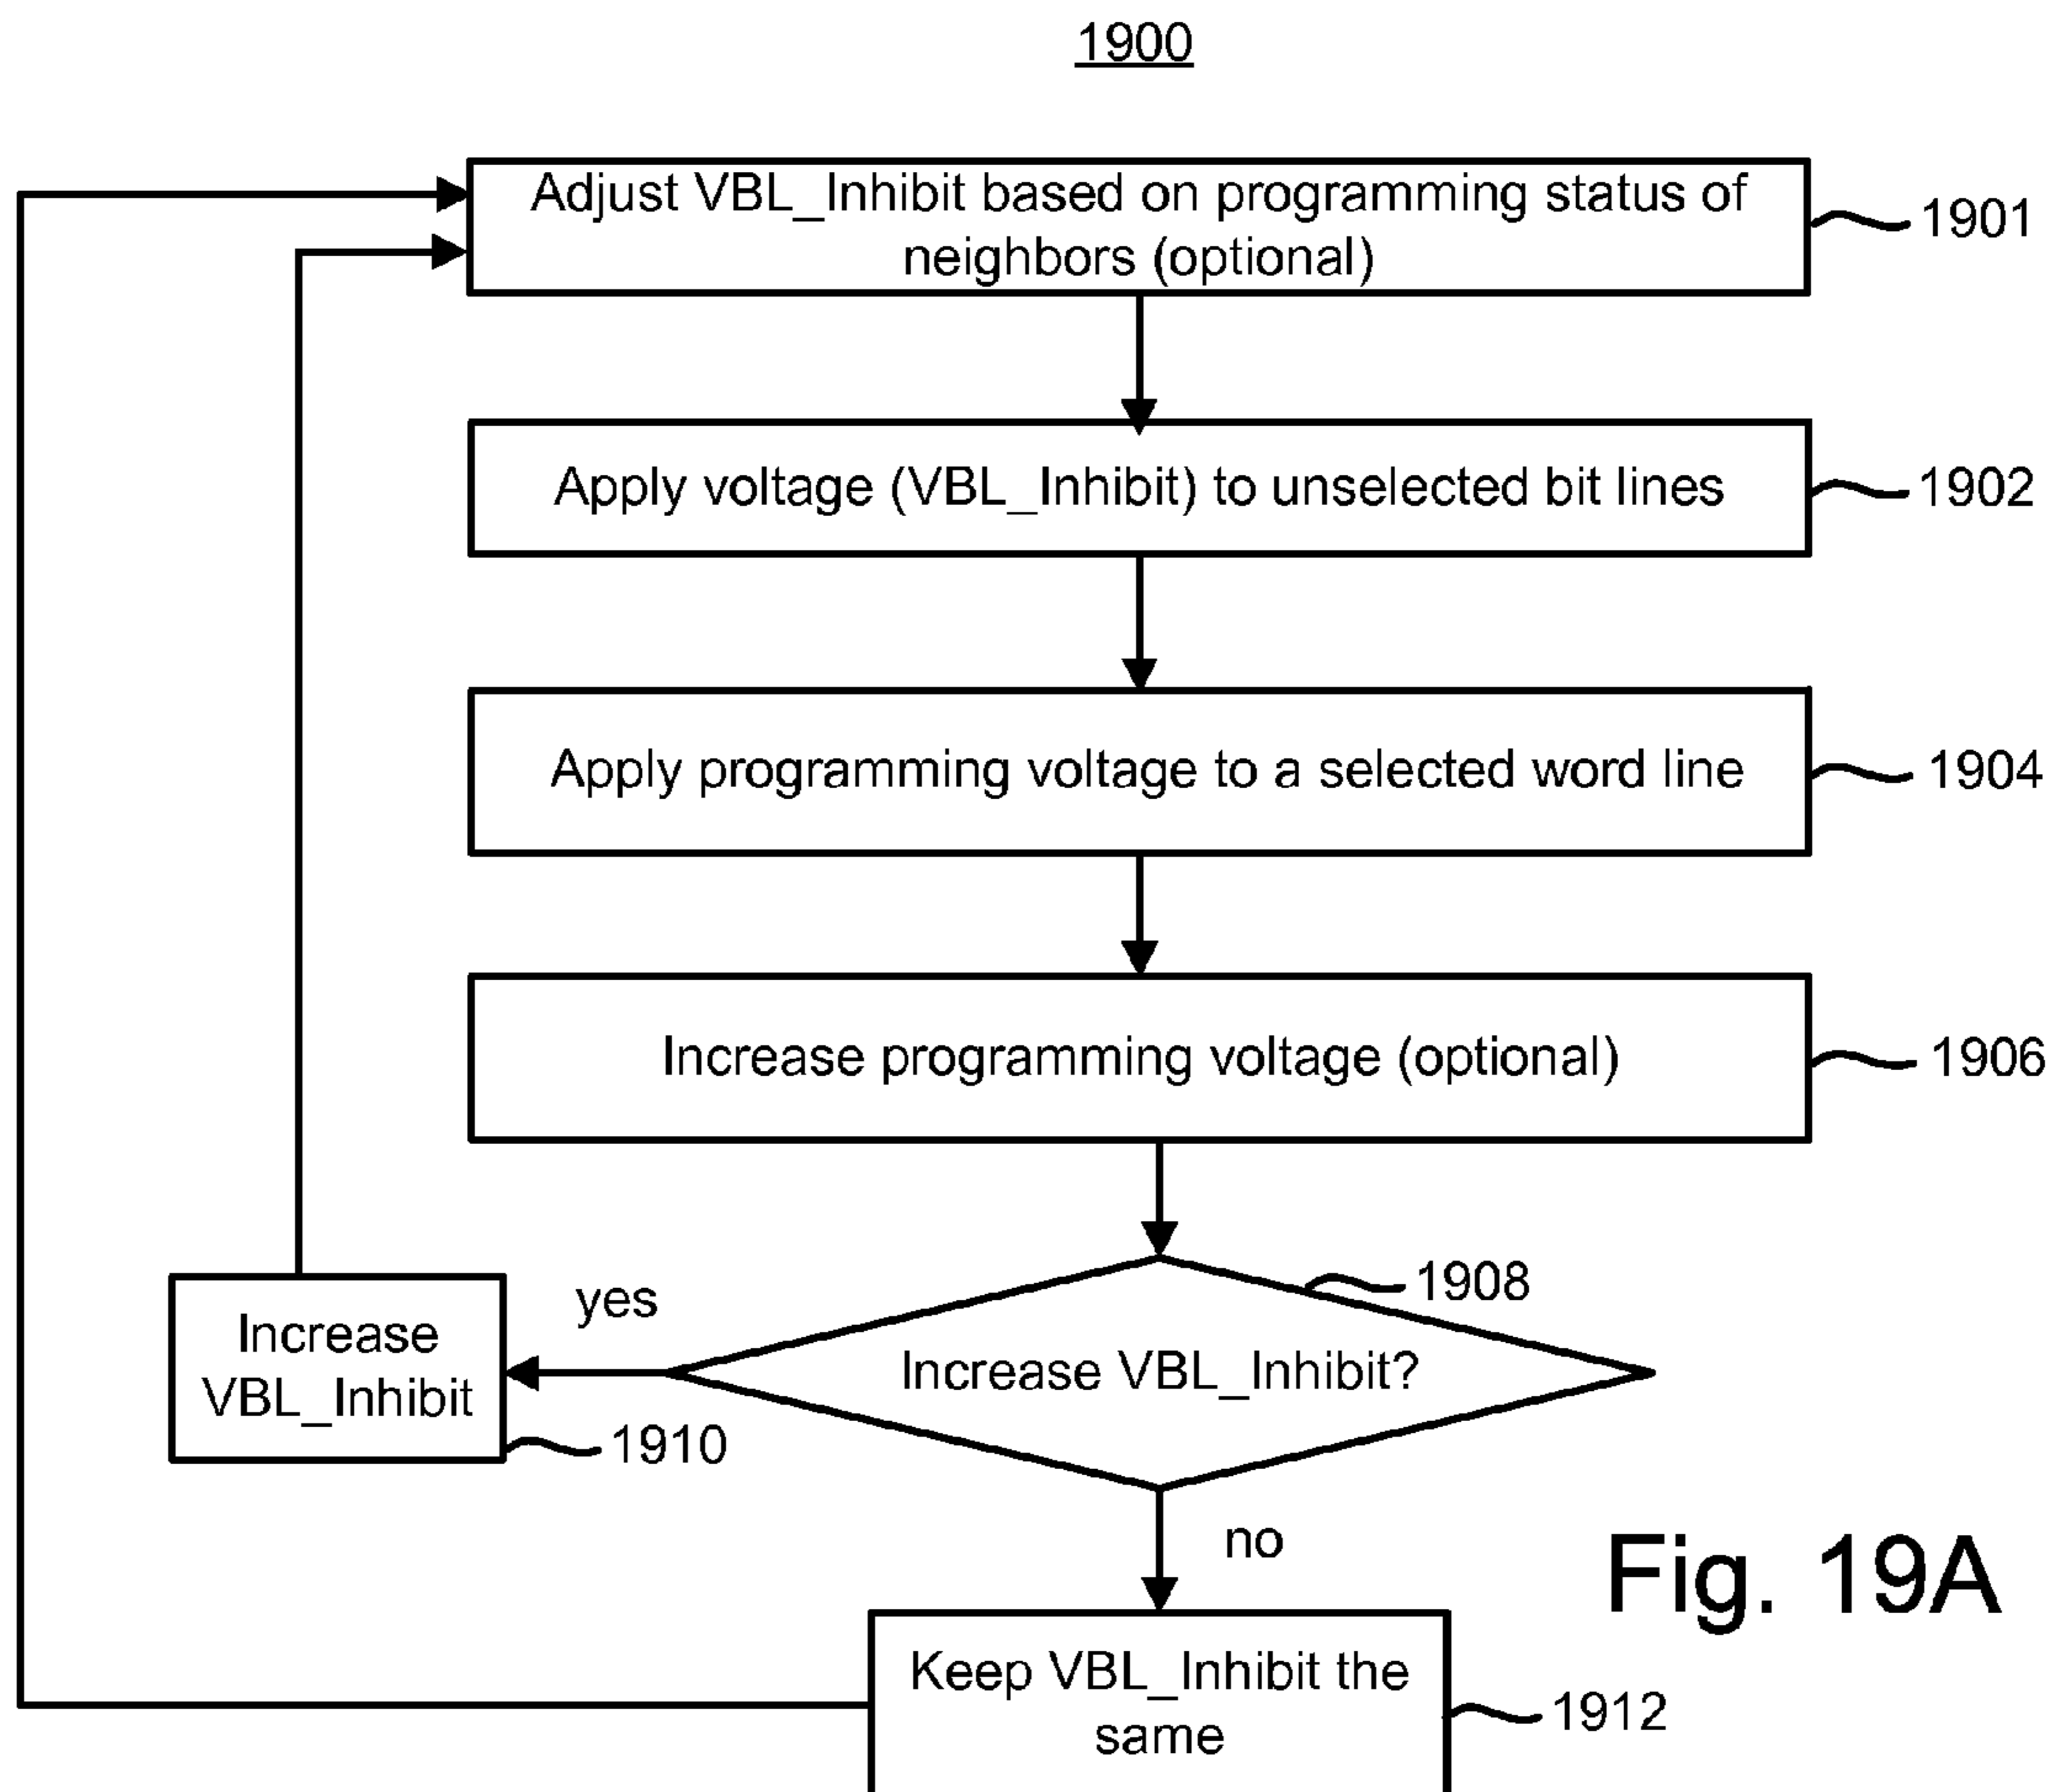 1900
Adjust VBL_Inhibit based on programming status of
neighbors (optional)
1901
Apply voltage (VBL_Inhibit) to unselected bit lines
1902
Apply programming voltage to a selected word line
1904
Increase programming voltage (optional)
1906
1908
Increase VBL_Inhibit?
yes
Increase
VBL_Inhibit
1910
no
Keep VBL_Inhibit the
same
1912
Fig. 19A